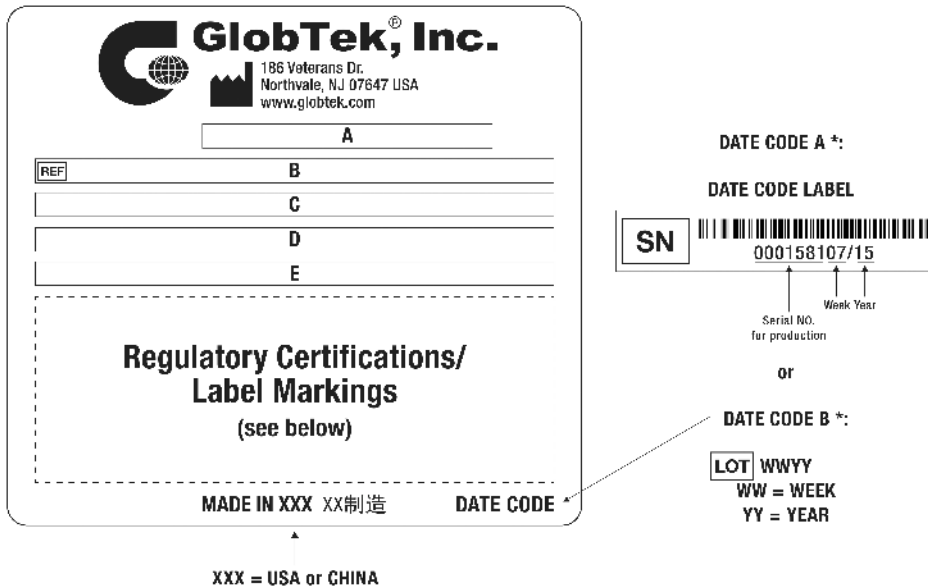 GlobTek,® Inc.
186 Veterans Dr.
Northvale, NJ 07647 USA
www.globtek.com
A
REF B
C
D
E
Regulatory Certifications/
Label Markings
(see below)
MADE IN XXX XX制造 DATE CODE
XXX = USA or CHINA
DATE CODE A *:
DATE CODE LABEL
SN
000158107/15
Week Year
Serial NO.
for production
or
DATE CODE B *:
LOT WWYY
WW = WEEK
YY = YEAR